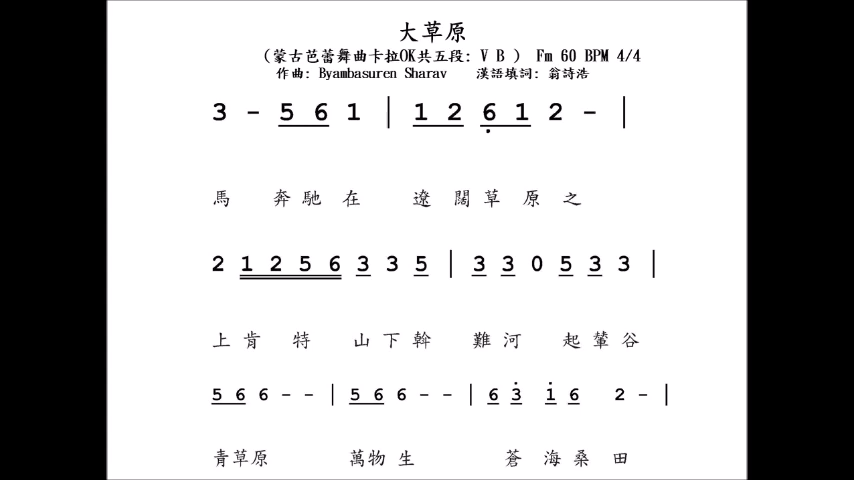 大草原
(蒙古芭蕾舞曲卡拉OK共五段: V B ) Fm 60 BPM 4/4
作曲: Byambasuren Sharav 漢語填詞: 翁詩浩
3 - 5 6 1 | 1 2 6̣ 1 2 - |
馬 奔馳在 遼闊草原之
2 1 2 5 6 3 3 5 | 3 3 0 5 3 3 |
上肯特 山下幹 難河 起輦谷
5 6 6 - - | 5 6 6 - - | 6 3̇ 1̇ 6 2 - |
青草原 萬物生 蒼海桑田